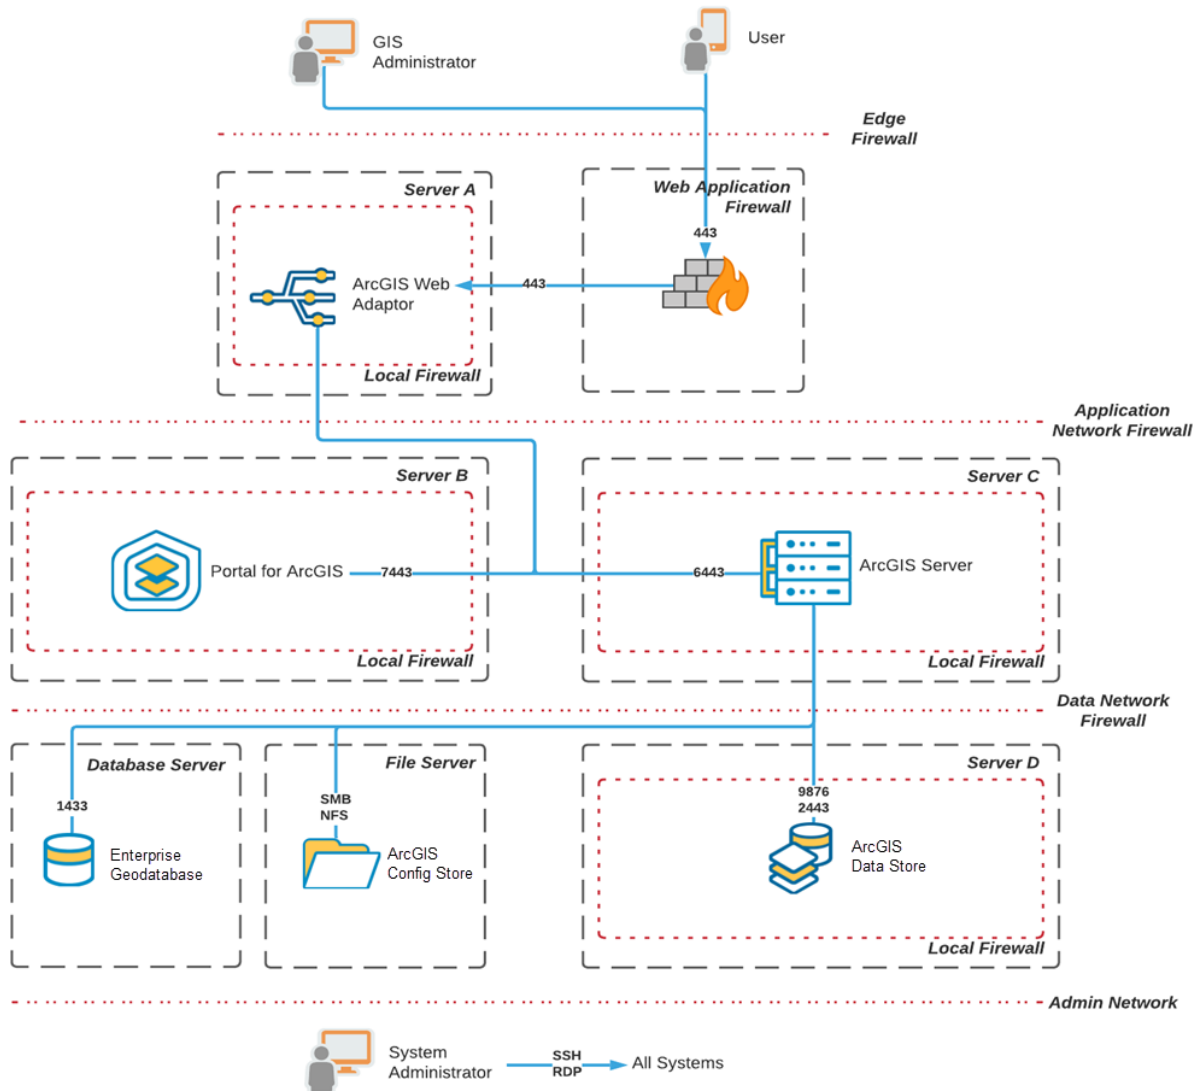 GIS
Administrator
User
Edge
Firewall
Server A
Web Application
Firewall
443
ArcGIS Web
Adaptor
443
Local Firewall
Application
Network Firewall
Server B
Server C
Portal for ArcGIS
7443
6443
ArcGIS Server
Local Firewall
Local Firewall
Data Network
Firewall
Database Server
File Server
Server D
1433
SMB
NFS
9876
2443
Enterprise
Geodatabase
ArcGIS
Config Store
ArcGIS
Data Store
Local Firewall
Admin Network
System
Administrator
SSH
RDP
All Systems